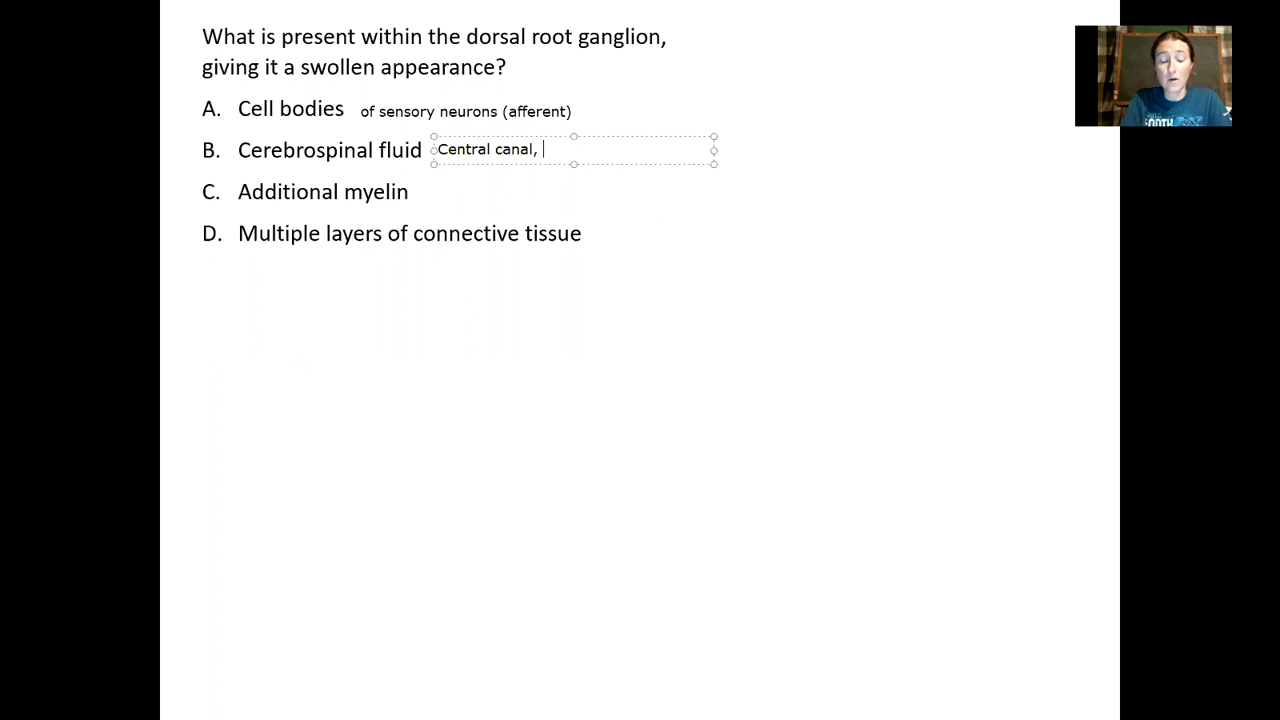 What is present within the dorsal root ganglion,
giving it a swollen appearance?
A. Cell bodies of sensory neurons (afferent)
B. Cerebrospinal fluid Central canal,
C. Additional myelin
D. Multiple layers of connective tissue